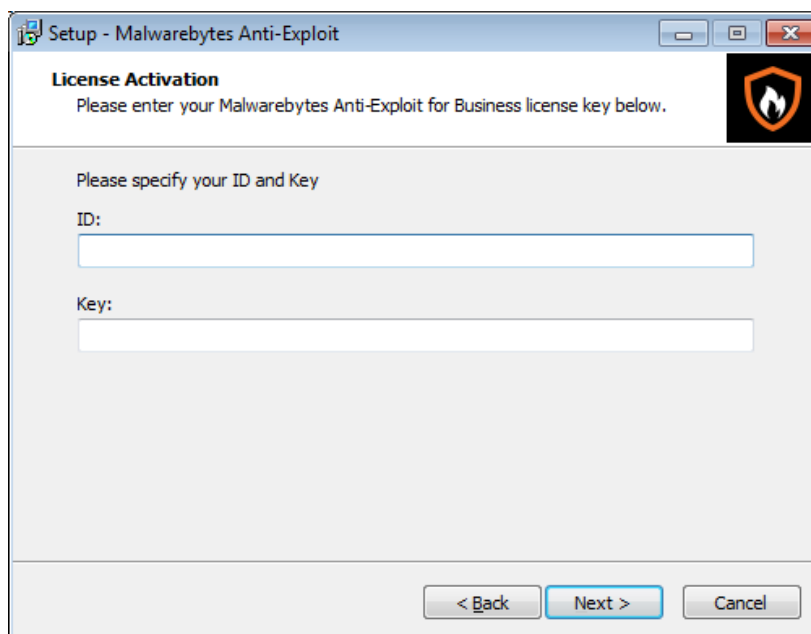 Setup - Malwarebytes Anti-Exploit
License Activation
Please enter your Malwarebytes Anti-Exploit for Business license key below.
Please specify your ID and Key
ID:
Key:
< Back
Next >
Cancel